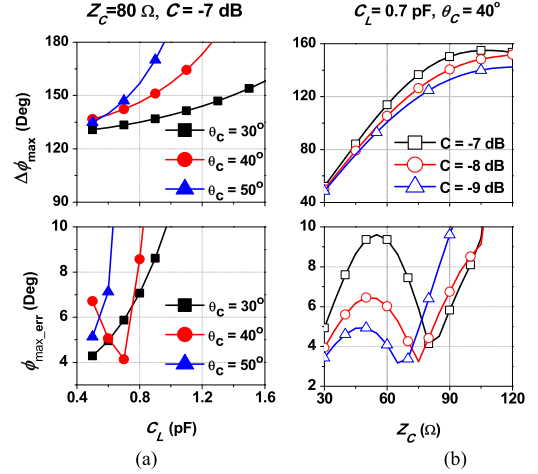 Z_C=80 Ω, C = -7 dB
C_L= 0.7 pF, θ_C = 40°
180
150
120
90
Δϕ_max (Deg)
θ_C = 30°
θ_C = 40°
θ_C = 50°
160
120
80
40
C = -7 dB
C = -8 dB
C = -9 dB
10
8
6
4
ϕ_max_err (Deg)
θ_C = 30°
θ_C = 40°
θ_C = 50°
0.4 0.8 1.2 1.6
C_L (pF)
(a)
10
8
6
4
2
30 45 60 75 90 105 120
Z_C (Ω)
(b)